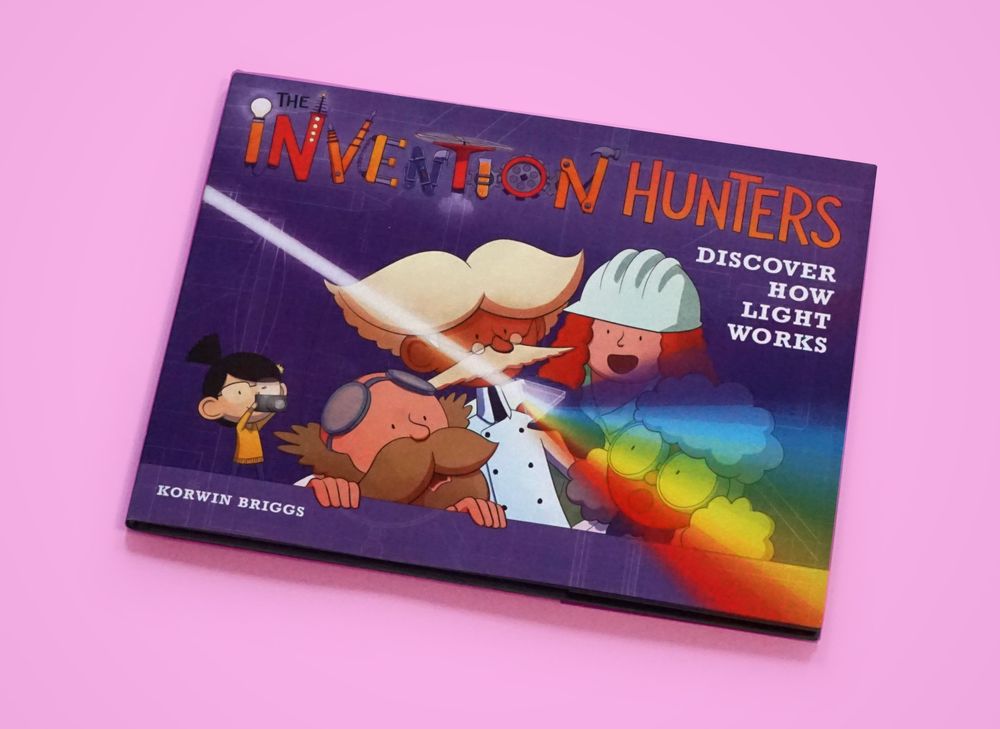 THE
INVENTION HUNTERS
DISCOVER
HOW
LIGHT
WORKS
KORWIN BRIGGS